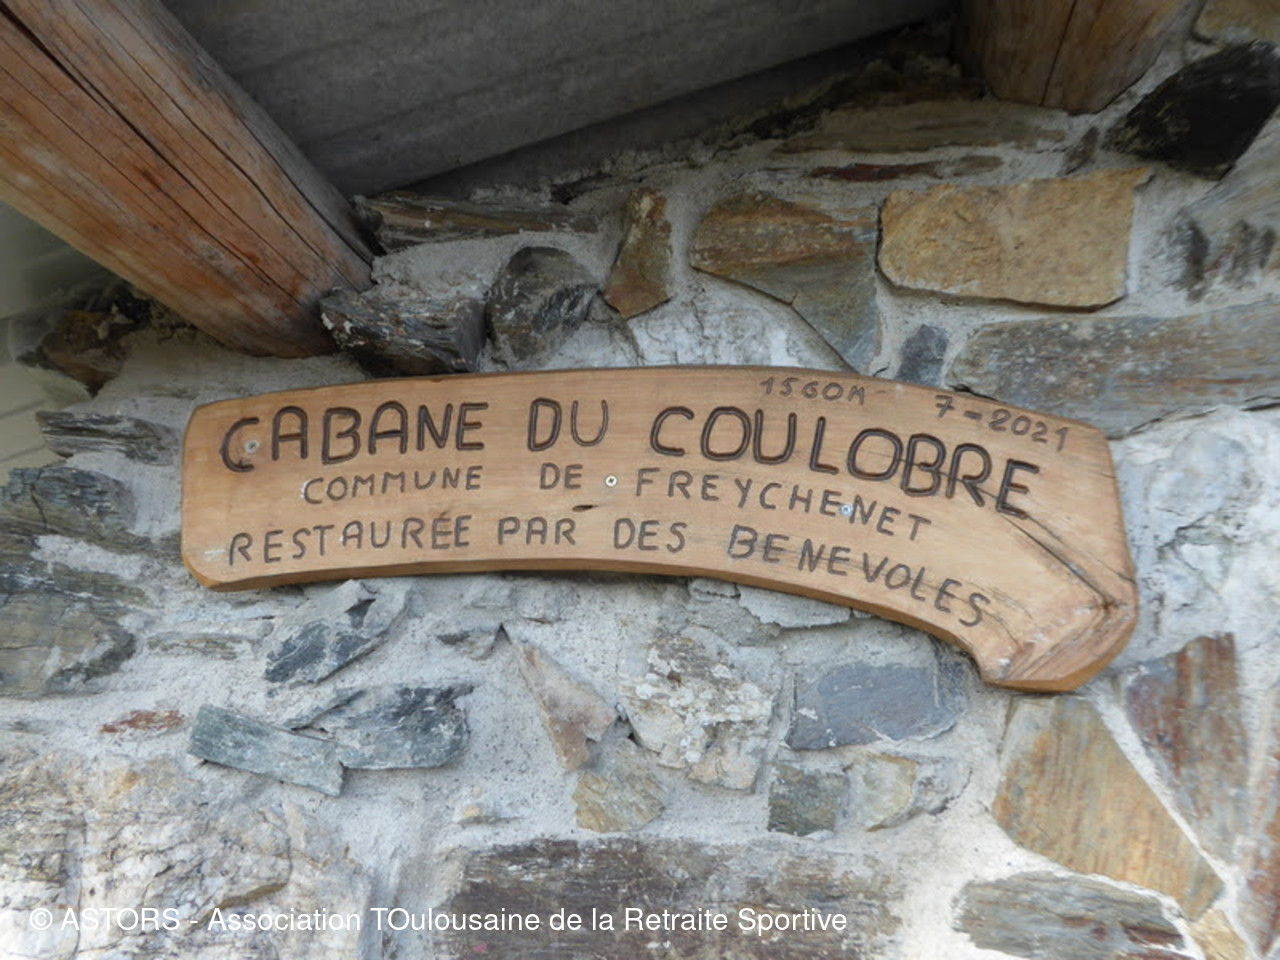 1560M 7-2021
CABANE DU COULOBRE
COMMUNE DE FREYCHENET
RESTAURÉE PAR DES BENEVOLES
© ASTORS - Association TOulousaine de la Retraite Sportive